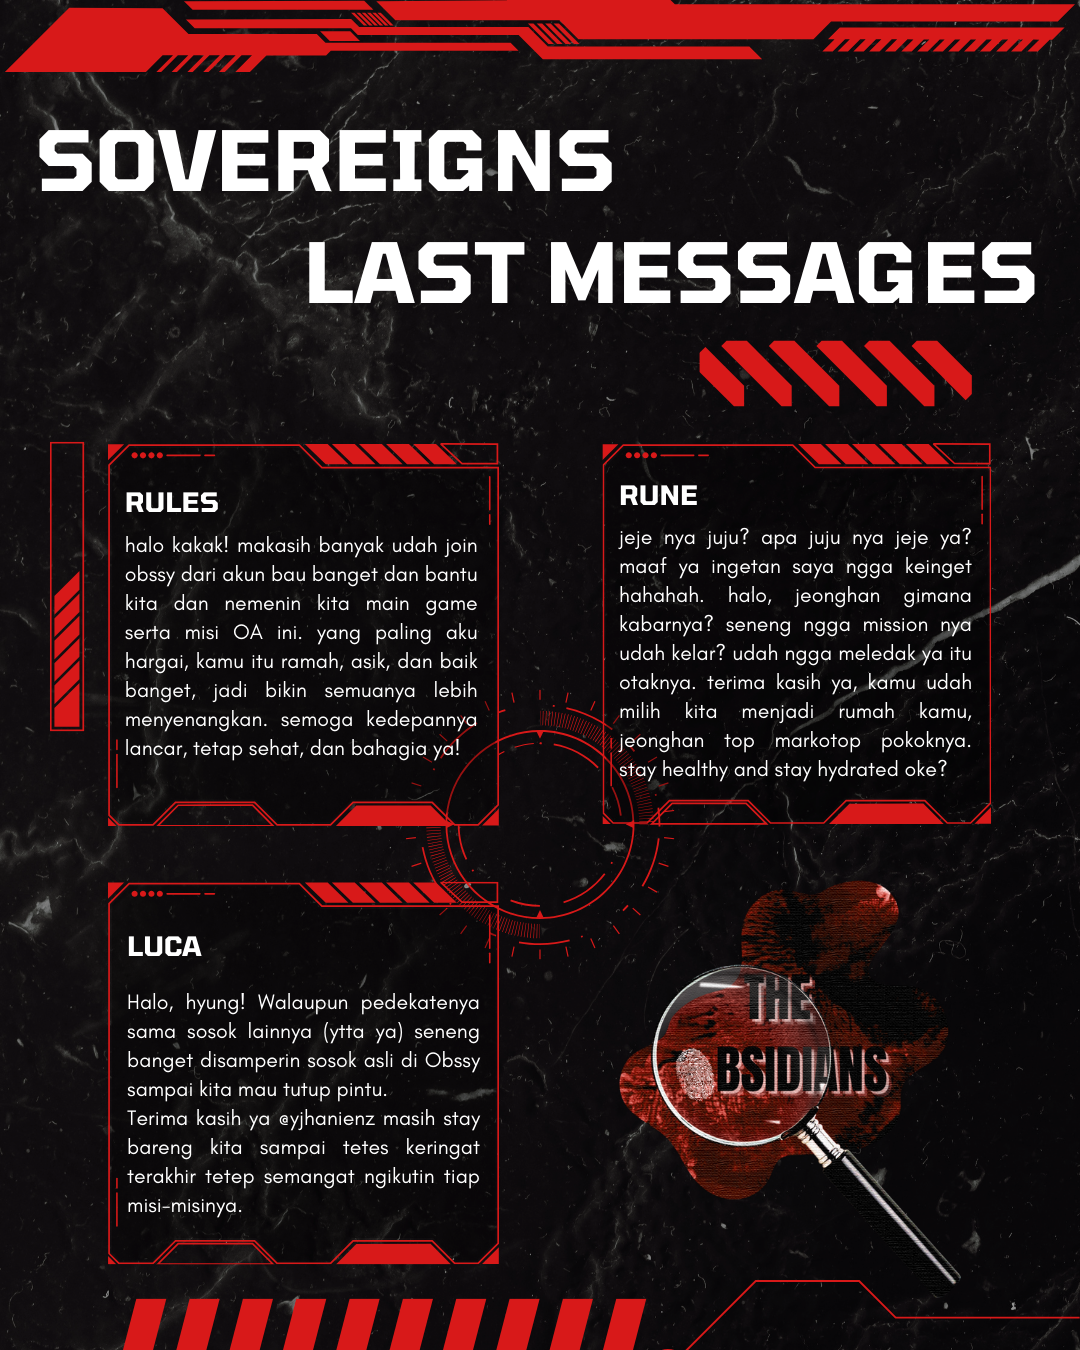 SOVEREIGNS
LAST MESSAGES
RULES
halo kakak! makasih banyak udah join
obssy dari akun bau banget dan bantu
kita dan nemenin kita main game
serta misi OA ini. yang paling aku
hargai, kamu itu ramah, asik, dan baik
banget, jadi bikin semuanya lebih
menyenangkan. semoga kedepannya
lancar, tetap sehat, dan bahagia ya!
RUNE
jeje nya juju? apa juju nya jeje ya?
maaf ya ingetan saya ngga keinget
hahahah. halo, jeonghan gimana
kabarnya? seneng ngga mission nya
udah kelar? udah ngga meledak ya itu
otaknya. terima kasih ya, kamu udah
milih kita menjadi rumah kamu,
jeonghan top markotop pokoknya.
stay healthy and stay hydrated oke?
LUCA
Halo, hyung! Walaupun pedekatenya
sama sosok lainnya (ytta ya) seneng
banget disamperin sosok asli di Obssy
sampai kita mau tutup pintu.
Terima kasih ya @yjhanienz masih stay
bareng kita sampai tetes keringat
terakhir tetep semangat ngikutin tiap
misi-misinya.
THE
BSIDIANS